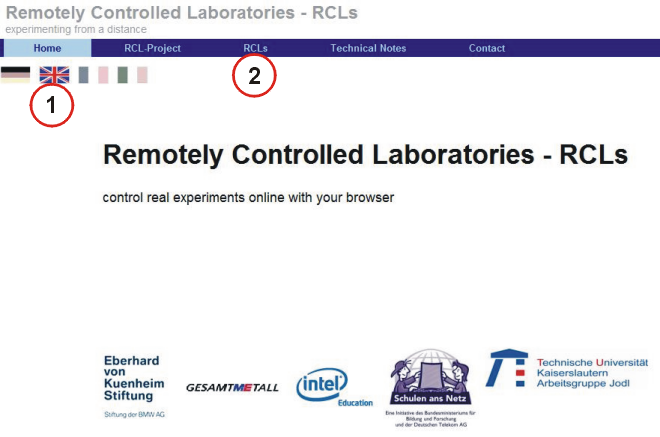 Remotely Controlled Laboratories - RCLs
experimenting from a distance
Home RCL-Project RCLs Technical Notes Contact
1 2
Remotely Controlled Laboratories - RCLs
control real experiments online with your browser
Eberhard
von
Kuenheim
Stiftung
Stiftung der BMW AG
GESAMTMETALL
intel
Education
Schulen ans Netz
Eine Initiative des Bundesministeriums für
Bildung und Forschung
und der Deutschen Telekom AG
Technische Universität
Kaiserslautern
Arbeitsgruppe Jodl